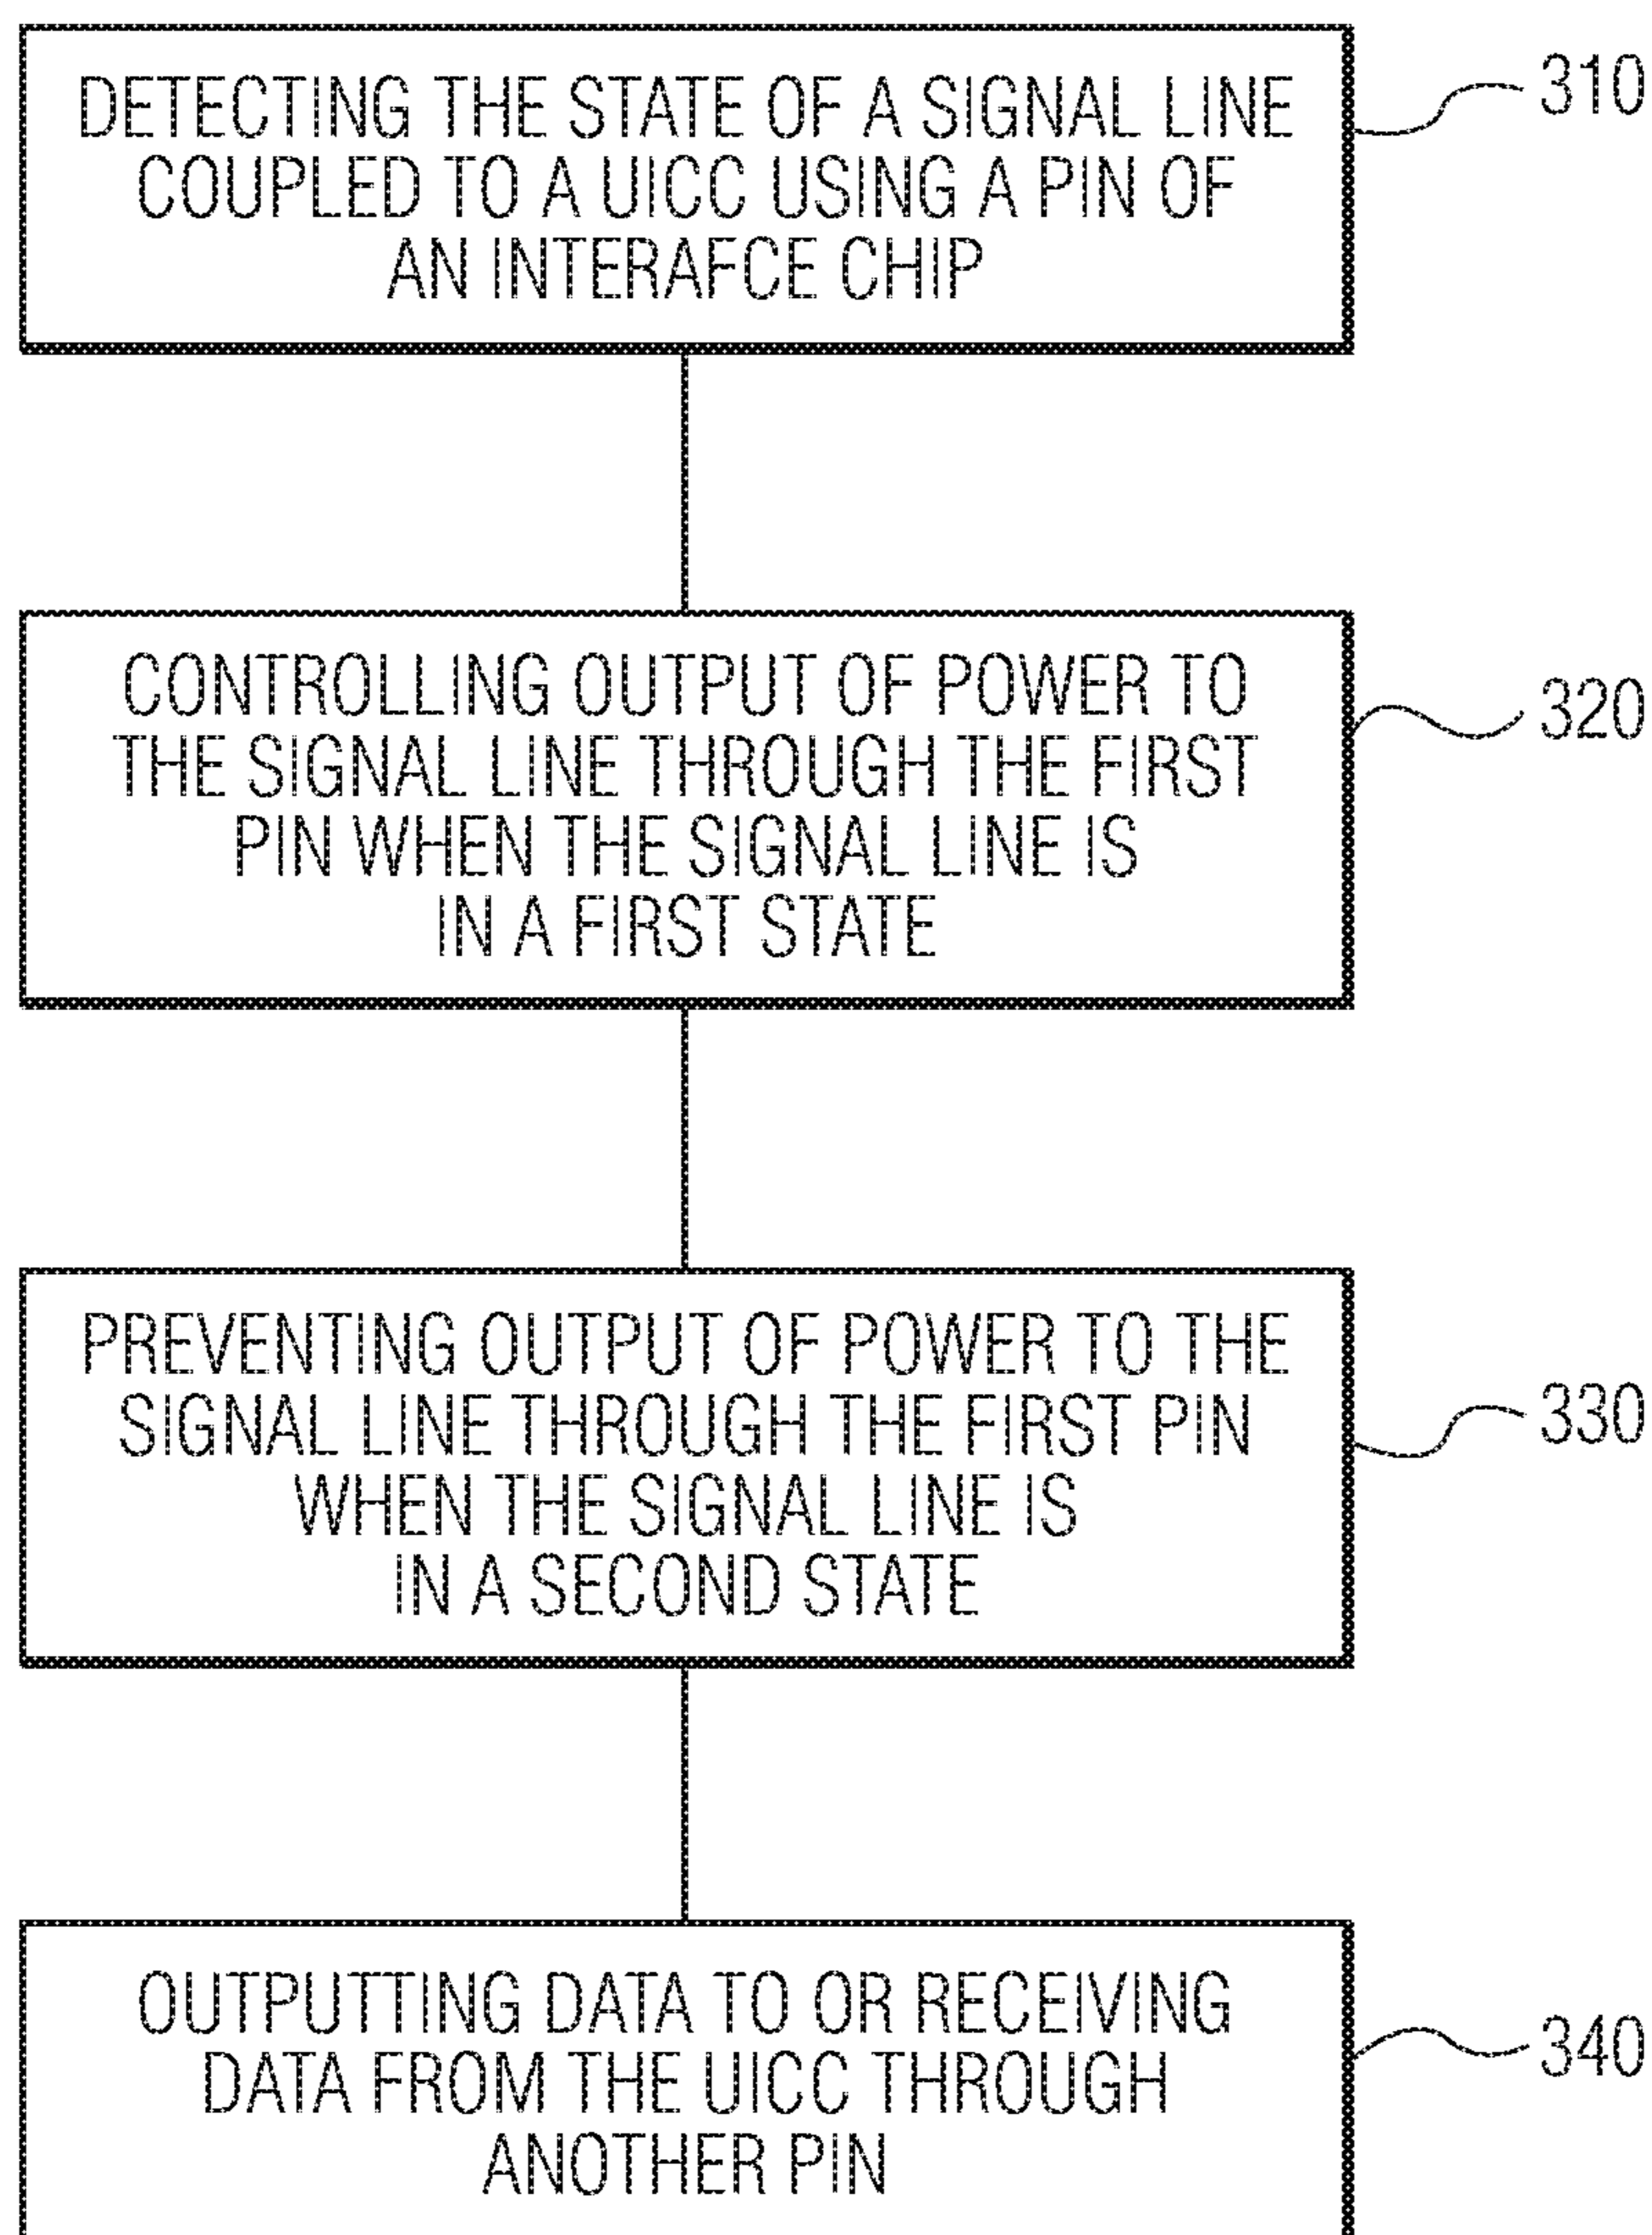 DETECTING THE STATE OF A SIGNAL LINE
COUPLED TO A UICC USING A PIN OF
AN INTERAFCE CHIP
310
CONTROLLING OUTPUT OF POWER TO
THE SIGNAL LINE THROUGH THE FIRST
PIN WHEN THE SIGNAL LINE IS
IN A FIRST STATE
320
PREVENTING OUTPUT OF POWER TO THE
SIGNAL LINE THROUGH THE FIRST PIN
WHEN THE SIGNAL LINE IS
IN A SECOND STATE
330
OUTPUTTING DATA TO OR RECEIVING
DATA FROM THE UICC THROUGH
ANOTHER PIN
340